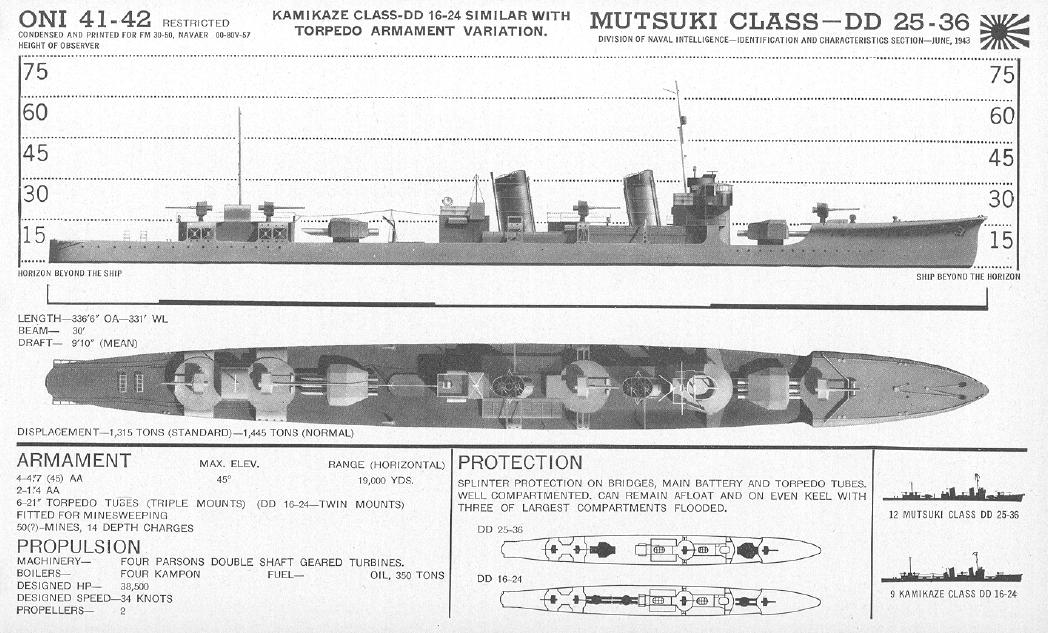 ONI 41-42 RESTRICTED
CONDENSED AND PRINTED FOR FM 30-50, NAVAER 00-80V-57
HEIGHT OF OBSERVER
KAMIKAZE CLASS-DD 16-24 SIMILAR WITH
TORPEDO ARMAMENT VARIATION.
MUTSUKI CLASS—DD 25-36
DIVISION OF NAVAL INTELLIGENCE—IDENTIFICATION AND CHARACTERISTICS SECTION—JUNE, 1943
75 75
60 60
45 45
30 30
15 15
HORIZON BEYOND THE SHIP
SHIP BEYOND THE HORIZON
LENGTH—336'6" OA—331' WL
BEAM— 30'
DRAFT— 9'10" (MEAN)
DISPLACEMENT—1,315 TONS (STANDARD)—1,445 TONS (NORMAL)
ARMAMENT MAX. ELEV. RANGE (HORIZONTAL)
4-4".7 (45) AA 45° 19,000 YDS.
2-1".4 AA
6-21" TORPEDO TUBES (TRIPLE MOUNTS) (DD 16-24—TWIN MOUNTS)
FITTED FOR MINESWEEPING
50(?)-MINES, 14 DEPTH CHARGES
PROPULSION
MACHINERY— FOUR PARSONS DOUBLE SHAFT GEARED TURBINES.
BOILERS— FOUR KAMPON FUEL— OIL, 350 TONS
DESIGNED HP— 38,500
DESIGNED SPEED—34 KNOTS
PROPELLERS— 2
PROTECTION
SPLINTER PROTECTION ON BRIDGES, MAIN BATTERY AND TORPEDO TUBES.
WELL COMPARTMENTED. CAN REMAIN AFLOAT AND ON EVEN KEEL WITH
THREE OF LARGEST COMPARTMENTS FLOODED.
DD 25-36
DD 16-24
12 MUTSUKI CLASS DD 25-36
9 KAMIKAZE CLASS DD 16-24